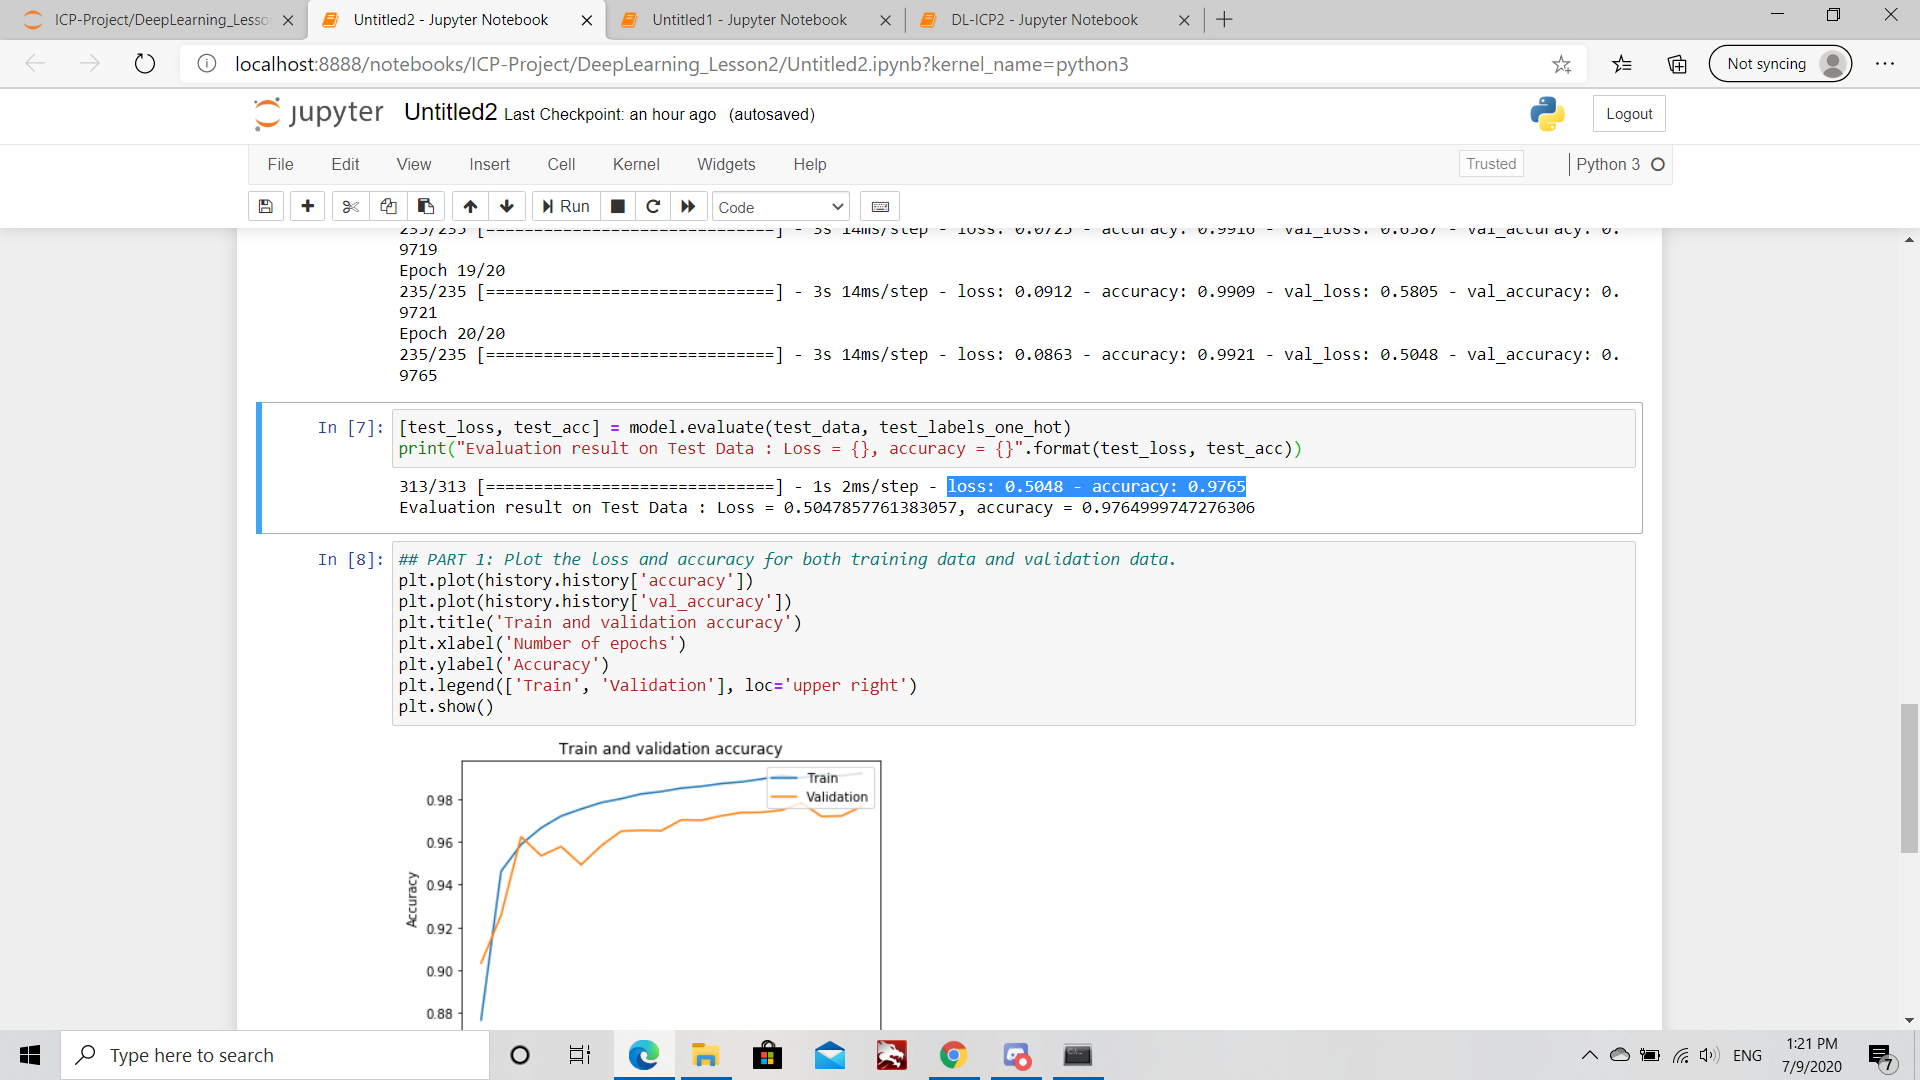 ICP-Project/DeepLearning_Lesso
Untitled2 - Jupyter Notebook
Untitled1 - Jupyter Notebook
DL-ICP2 - Jupyter Notebook
localhost:8888/notebooks/ICP-Project/DeepLearning_Lesson2/Untitled2.ipynb?kernel_name=python3
Not syncing
jupyter Untitled2 Last Checkpoint: an hour ago (autosaved)
Logout
File Edit View Insert Cell Kernel Widgets Help
Trusted
Python 3
Run
Code
235/235 [==============================] - 3s 14ms/step - loss: 0.0725 - accuracy: 0.9916 - val_loss: 0.6587 - val_accuracy: 0.
9719
Epoch 19/20
235/235 [==============================] - 3s 14ms/step - loss: 0.0912 - accuracy: 0.9909 - val_loss: 0.5805 - val_accuracy: 0.
9721
Epoch 20/20
235/235 [==============================] - 3s 14ms/step - loss: 0.0863 - accuracy: 0.9921 - val_loss: 0.5048 - val_accuracy: 0.
9765
In [7]: [test_loss, test_acc] = model.evaluate(test_data, test_labels_one_hot)
print("Evaluation result on Test Data : Loss = {}, accuracy = {}".format(test_loss, test_acc))
313/313 [==============================] - 1s 2ms/step - loss: 0.5048 - accuracy: 0.9765
Evaluation result on Test Data : Loss = 0.5047857761383057, accuracy = 0.9764999747276306
In [8]: ## PART 1: Plot the loss and accuracy for both training data and validation data.
plt.plot(history.history['accuracy'])
plt.plot(history.history['val_accuracy'])
plt.title('Train and validation accuracy')
plt.xlabel('Number of epochs')
plt.ylabel('Accuracy')
plt.legend(['Train', 'Validation'], loc='upper right')
plt.show()
Train and validation accuracy
Train
Validation
0.98
0.96
0.94
0.92
0.90
0.88
Accuracy
Type here to search
ENG
1:21 PM
7/9/2020
7